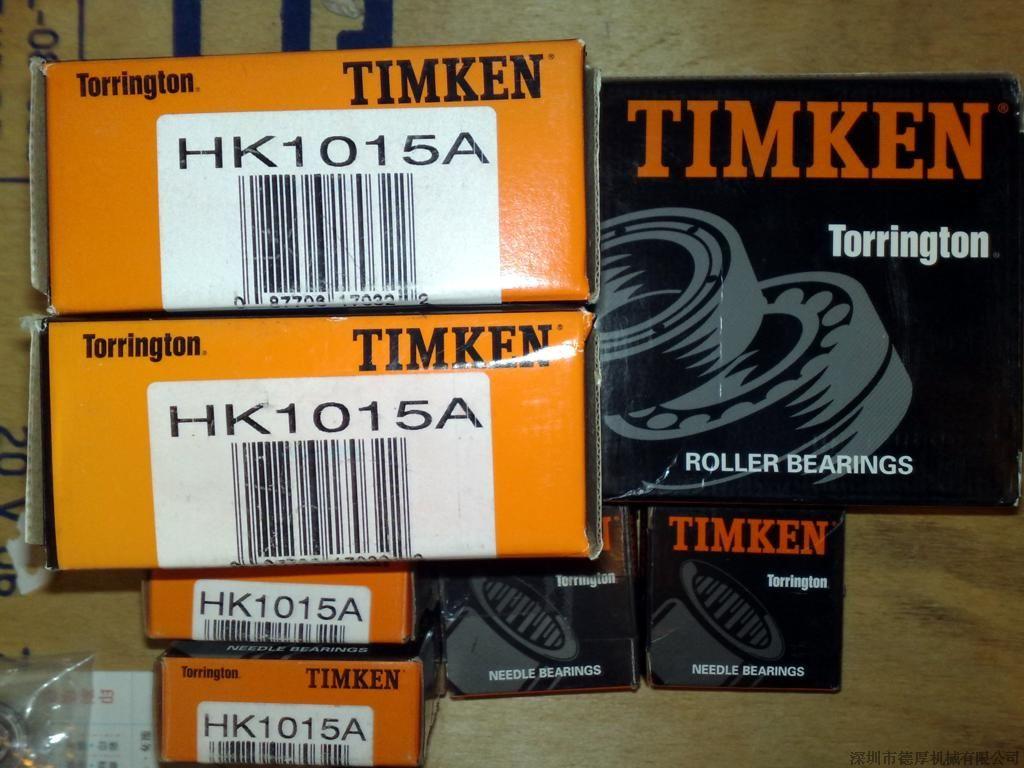 Torrington®
TIMKEN®
HK1015A
TIMKEN®
Torrington®
ROLLER BEARINGS
Torrington®
TIMKEN®
HK1015A
HK1015A
NEEDLE BEARINGS
Torrington
TIMKEN
HK1015A
Torrington
NEEDLE BEARINGS
TIMKEN
Torrington
NEEDLE BEARINGS
20 V
深圳市德厚机械有限公司